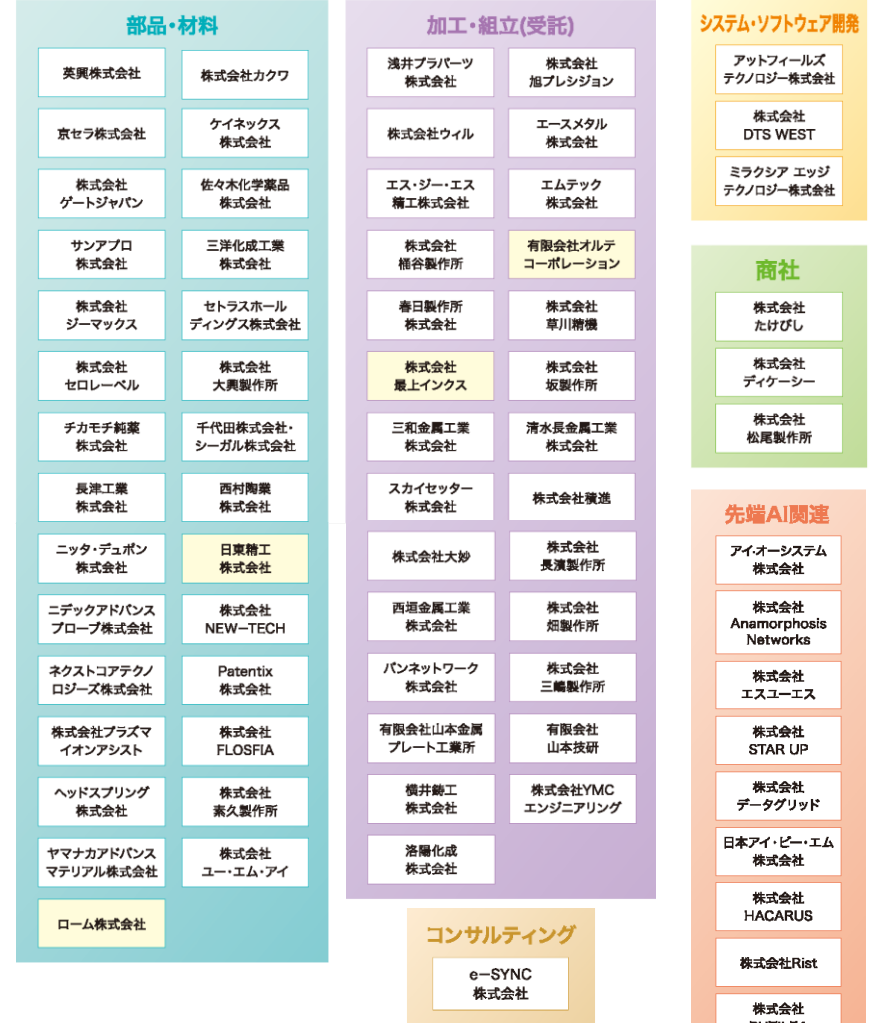 部品・材料
英興株式会社
株式会社カクワ
京セラ株式会社
ケイネックス
株式会社
株式会社
ゲートジャパン
佐々木化学薬品
株式会社
サンアプロ
株式会社
三洋化成工業
株式会社
株式会社
ジーマックス
セトラスホール
ディングス株式会社
株式会社
セロレーベル
株式会社
大興製作所
チカモチ純薬
株式会社
千代田株式会社・
シーガル株式会社
長津工業
株式会社
西村陶業
株式会社
ニッタ・デュポン
株式会社
日東精工
株式会社
ニデックアドバンス
プローブ株式会社
株式会社
NEW－TECH
ネクストコアテクノ
ロジーズ株式会社
Patentix
株式会社
株式会社プラズマ
イオンアシスト
株式会社
FLOSFIA
ヘッドスプリング
株式会社
株式会社
素久製作所
ヤマナカアドバンス
マテリアル株式会社
株式会社
ユー・エム・アイ
ローム株式会社
加工・組立(受託)
浅井プラパーツ
株式会社
株式会社
旭プレシジョン
株式会社ウィル
エースメタル
株式会社
エス・ジー・エス
精工株式会社
エムテック
株式会社
株式会社
桶谷製作所
有限会社オルテ
コーポレーション
春日製作所
株式会社
株式会社
草川精機
株式会社
最上インクス
株式会社
坂製作所
三和金属工業
株式会社
清水長金属工業
株式会社
スカイセッター
株式会社
株式会社積進
株式会社大妙
株式会社
長濱製作所
西垣金属工業
株式会社
株式会社
畑製作所
パンネットワーク
株式会社
株式会社
三嶋製作所
有限会社山本金属
プレート工業所
有限会社
山本技研
横井鋳工
株式会社
株式会社YMC
エンジニアリング
洛陽化成
株式会社
コンサルティング
e－SYNC
株式会社
システム・ソフトウェア開発
アットフィールズ
テクノロジー株式会社
株式会社
DTS WEST
ミラクシア エッジ
テクノロジー株式会社
商社
株式会社
たけびし
株式会社
ディケーシー
株式会社
松尾製作所
先端AI関連
アイ・オーシステム
株式会社
株式会社
Anamorphosis
Networks
株式会社
エスユーエス
株式会社
STAR UP
株式会社
データグリッド
日本アイ・ビー・エム
株式会社
株式会社
HACARUS
株式会社Rist
株式会社